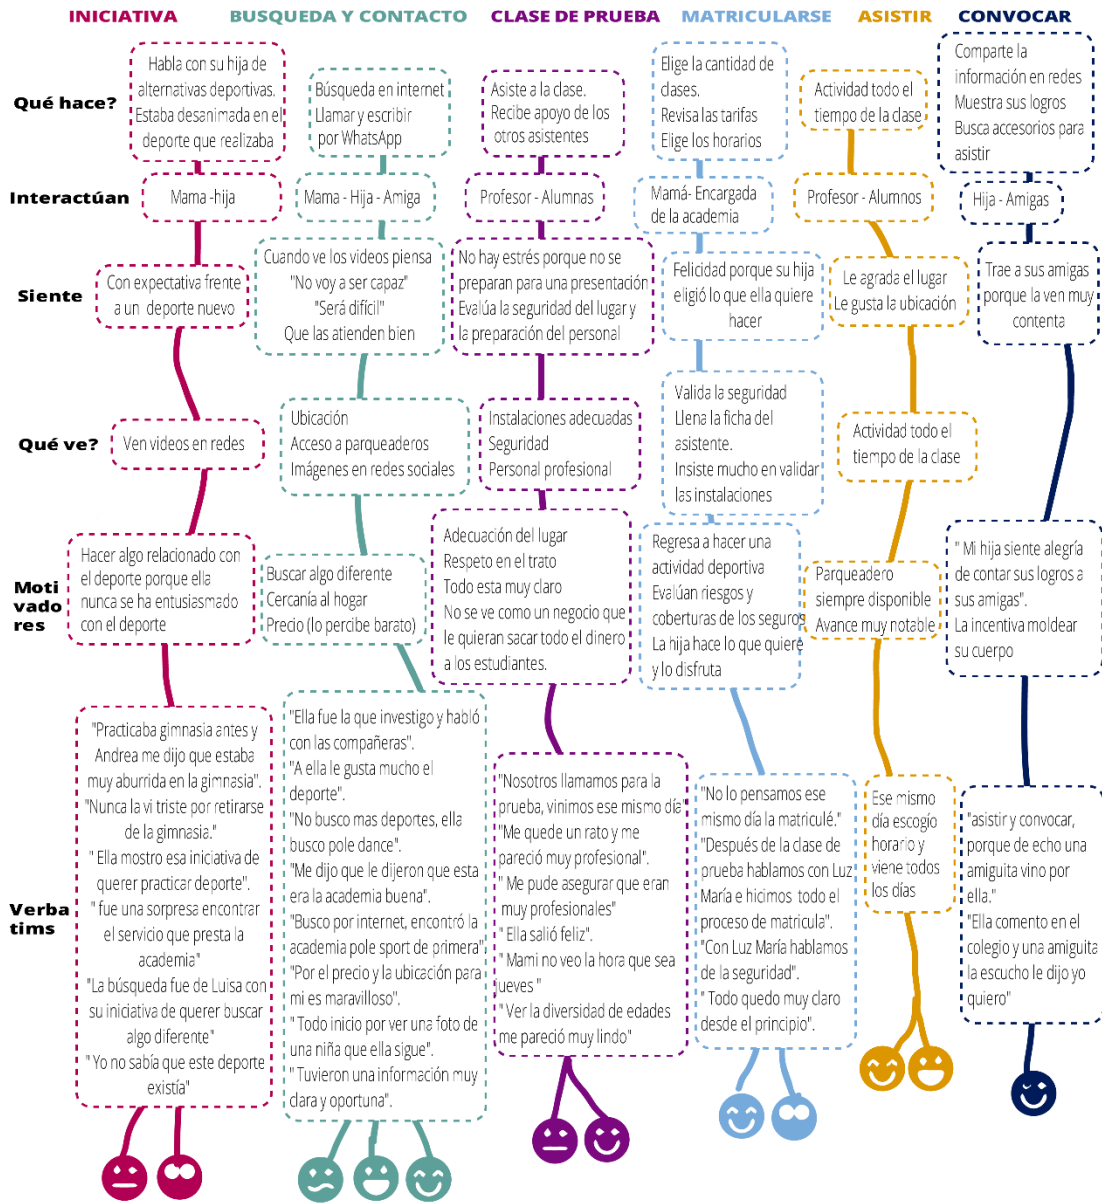 INICIATIVA
BUSQUEDA Y CONTACTO
CLASE DE PRUEBA
MATRICULARSE
ASISTIR
CONVOCAR
Qué hace?
Habla con su hija de
alternativas deportivas.
Estaba desanimada en el
deporte que realizaba
Búsqueda en internet
Llamar y escribir
por WhatsApp
Asiste a la clase.
Recibe apoyo de los
otros asistentes
Elige la cantidad de
clases.
Revisa las tarifas
Elige los horarios
Actividad todo el
tiempo de la clase
Comparte la
información en redes
Muestra sus logros
Busca accesorios para
asistir
Interactúan
Mama -hija
Mama - Hija - Amiga
Profesor - Alumnas
Mamá- Encargada
de la academia
Profesor - Alumnos
Hija - Amigas
Siente
Con expectativa frente
a un deporte nuevo
Cuando ve los videos piensa
"No voy a ser capaz"
"Será difícil"
Que las atienden bien
No hay estrés porque no se
preparan para una presentación
Evalúa la seguridad del lugar y
la preparación del personal
Felicidad porque su hija
eligió lo que ella quiere
hacer
Le agrada el lugar
Le gusta la ubicación
Trae a sus amigas
porque la ven muy
contenta
Qué ve?
Ven videos en redes
Ubicación
Acceso a parqueaderos
Imágenes en redes sociales
Instalaciones adecuadas
Seguridad
Personal profesional
Valida la seguridad
Llena la ficha del
asistente.
Insiste mucho en validar
las instalaciones
Actividad todo el
tiempo de la clase
Moti
vado
res
Hacer algo relacionado con
el deporte porque ella
nunca se ha entusiasmado
con el deporte
Buscar algo diferente
Cercanía al hogar
Precio (lo percibe barato)
Adecuación del lugar
Respeto en el trato
Todo esta muy claro
No se ve como un negocio que
le quieran sacar todo el dinero
a los estudiantes.
Regresa a hacer una
actividad deportiva
Evalúan riesgos y
coberturas de los seguros
La hija hace lo que quiere
y lo disfruta
Parqueadero
siempre disponible
Avance muy notable
" Mi hija siente alegría
de contar sus logros a
sus amigas".
La incentiva moldear
su cuerpo
Verba
tims
"Practicaba gimnasia antes y
Andrea me dijo que estaba
muy aburrida en la gimnasia".
"Nunca la vi triste por retirarse
de la gimnasia."
" Ella mostro esa iniciativa de
querer practicar deporte".
" fue una sorpresa encontrar
el servicio que presta la
academia"
"La búsqueda fue de Luisa con
su iniciativa de querer buscar
algo diferente"
" Yo no sabía que este deporte
existía"
"Ella fue la que investigo y habló
con las compañeras".
"A ella le gusta mucho el
deporte".
"No busco mas deportes, ella
busco pole dance".
"Me dijo que le dijeron que esta
era la academia buena".
"Busco por internet, encontró la
academia pole sport de primera"
"Por el precio y la ubicación para
mi es maravilloso".
" Todo inicio por ver una foto de
una niña que ella sigue".
" Tuvieron una información muy
clara y oportuna".
"Nosotros llamamos para la
prueba, vinimos ese mismo día"
"Me quede un rato y me
pareció muy profesional".
" Me pude asegurar que eran
muy profesionales"
" Ella salió feliz".
" Mami no veo la hora que sea
jueves "
" Ver la diversidad de edades
me pareció muy lindo"
"No lo pensamos ese
mismo día la matriculé."
"Después de la clase de
prueba hablamos con Luz
María e hicimos todo el
proceso de matricula".
"Con Luz María hablamos
de la seguridad".
" Todo quedo muy claro
desde el principio".
Ese mismo
día escogío
horario y
viene todos
los días
"asistir y convocar,
porque de echo una
amiguita vino por
ella."
"Ella comento en el
colegio y una amiguita
la escucho le dijo yo
quiero"